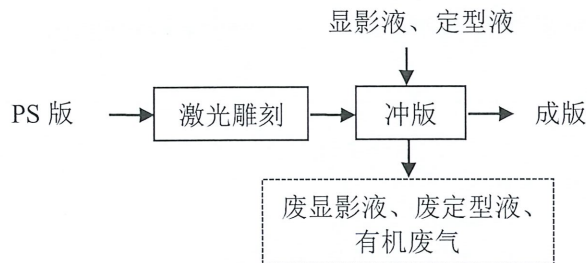 显影液、定型液
PS 版
激光雕刻
冲版
成版
废显影液、废定型液、
有机废气